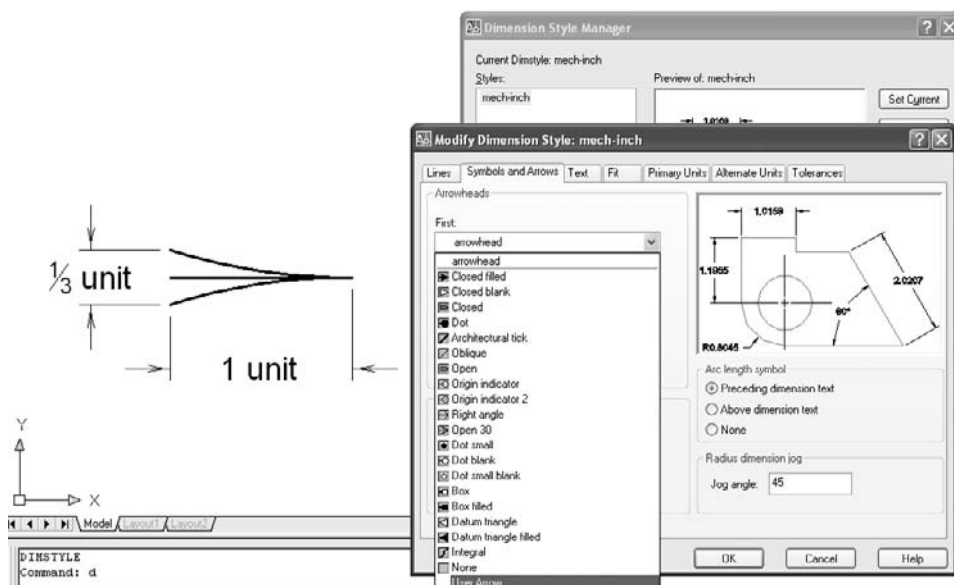 Dimension Style Manager
Current Dimstyle: mech-inch
Styles:
Preview of: mech-inch
mech-inch
Set Current
Modify Dimension Style: mech-inch
Lines Symbols and Arrows Text Fit Primary Units Alternate Units Tolerances
Arrowheads
First:
arrowhead
arrowhead
Closed filled
Closed blank
Closed
Dot
Architectural tick
Oblique
Open
Origin indicator
Origin indicator 2
Right angle
Open 30
Dot small
Dot blank
Dot small blank
Box
Box filled
Datum triangle
Datum triangle filled
Integral
None
User Arrow...
1.0159
1.1955
2.0207
60°
R0.8045
Arc length symbol
Preceding dimension text
Above dimension text
None
Radius dimension jog
Jog angle: 45
OK Cancel Help
1/3 unit
1 unit
Y
X
Model Layout1 Layout2
DIMSTYLE
Command: d